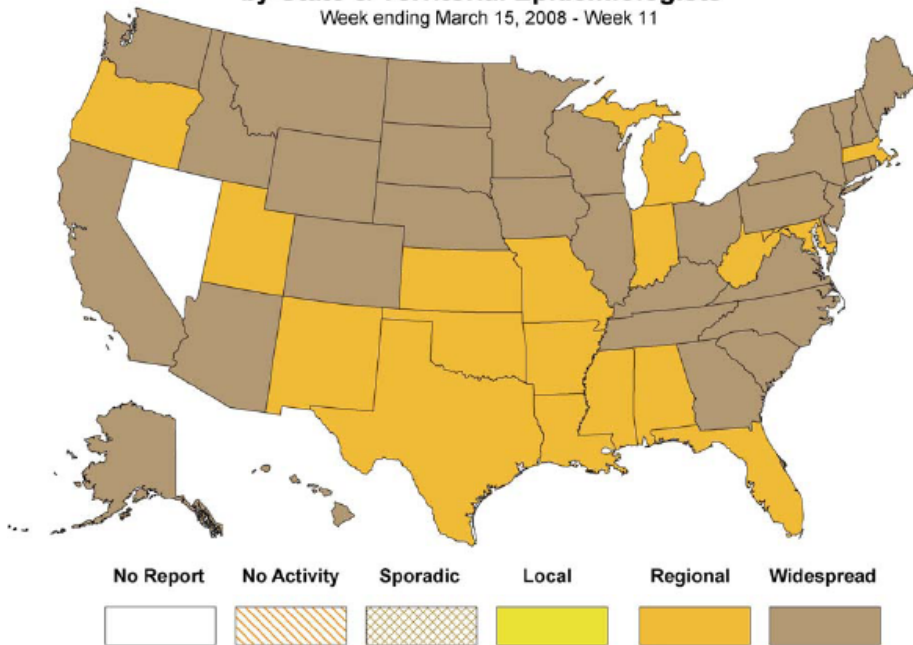 Week ending March 15, 2008 - Week 11
No Report No Activity Sporadic Local Regional Widespread